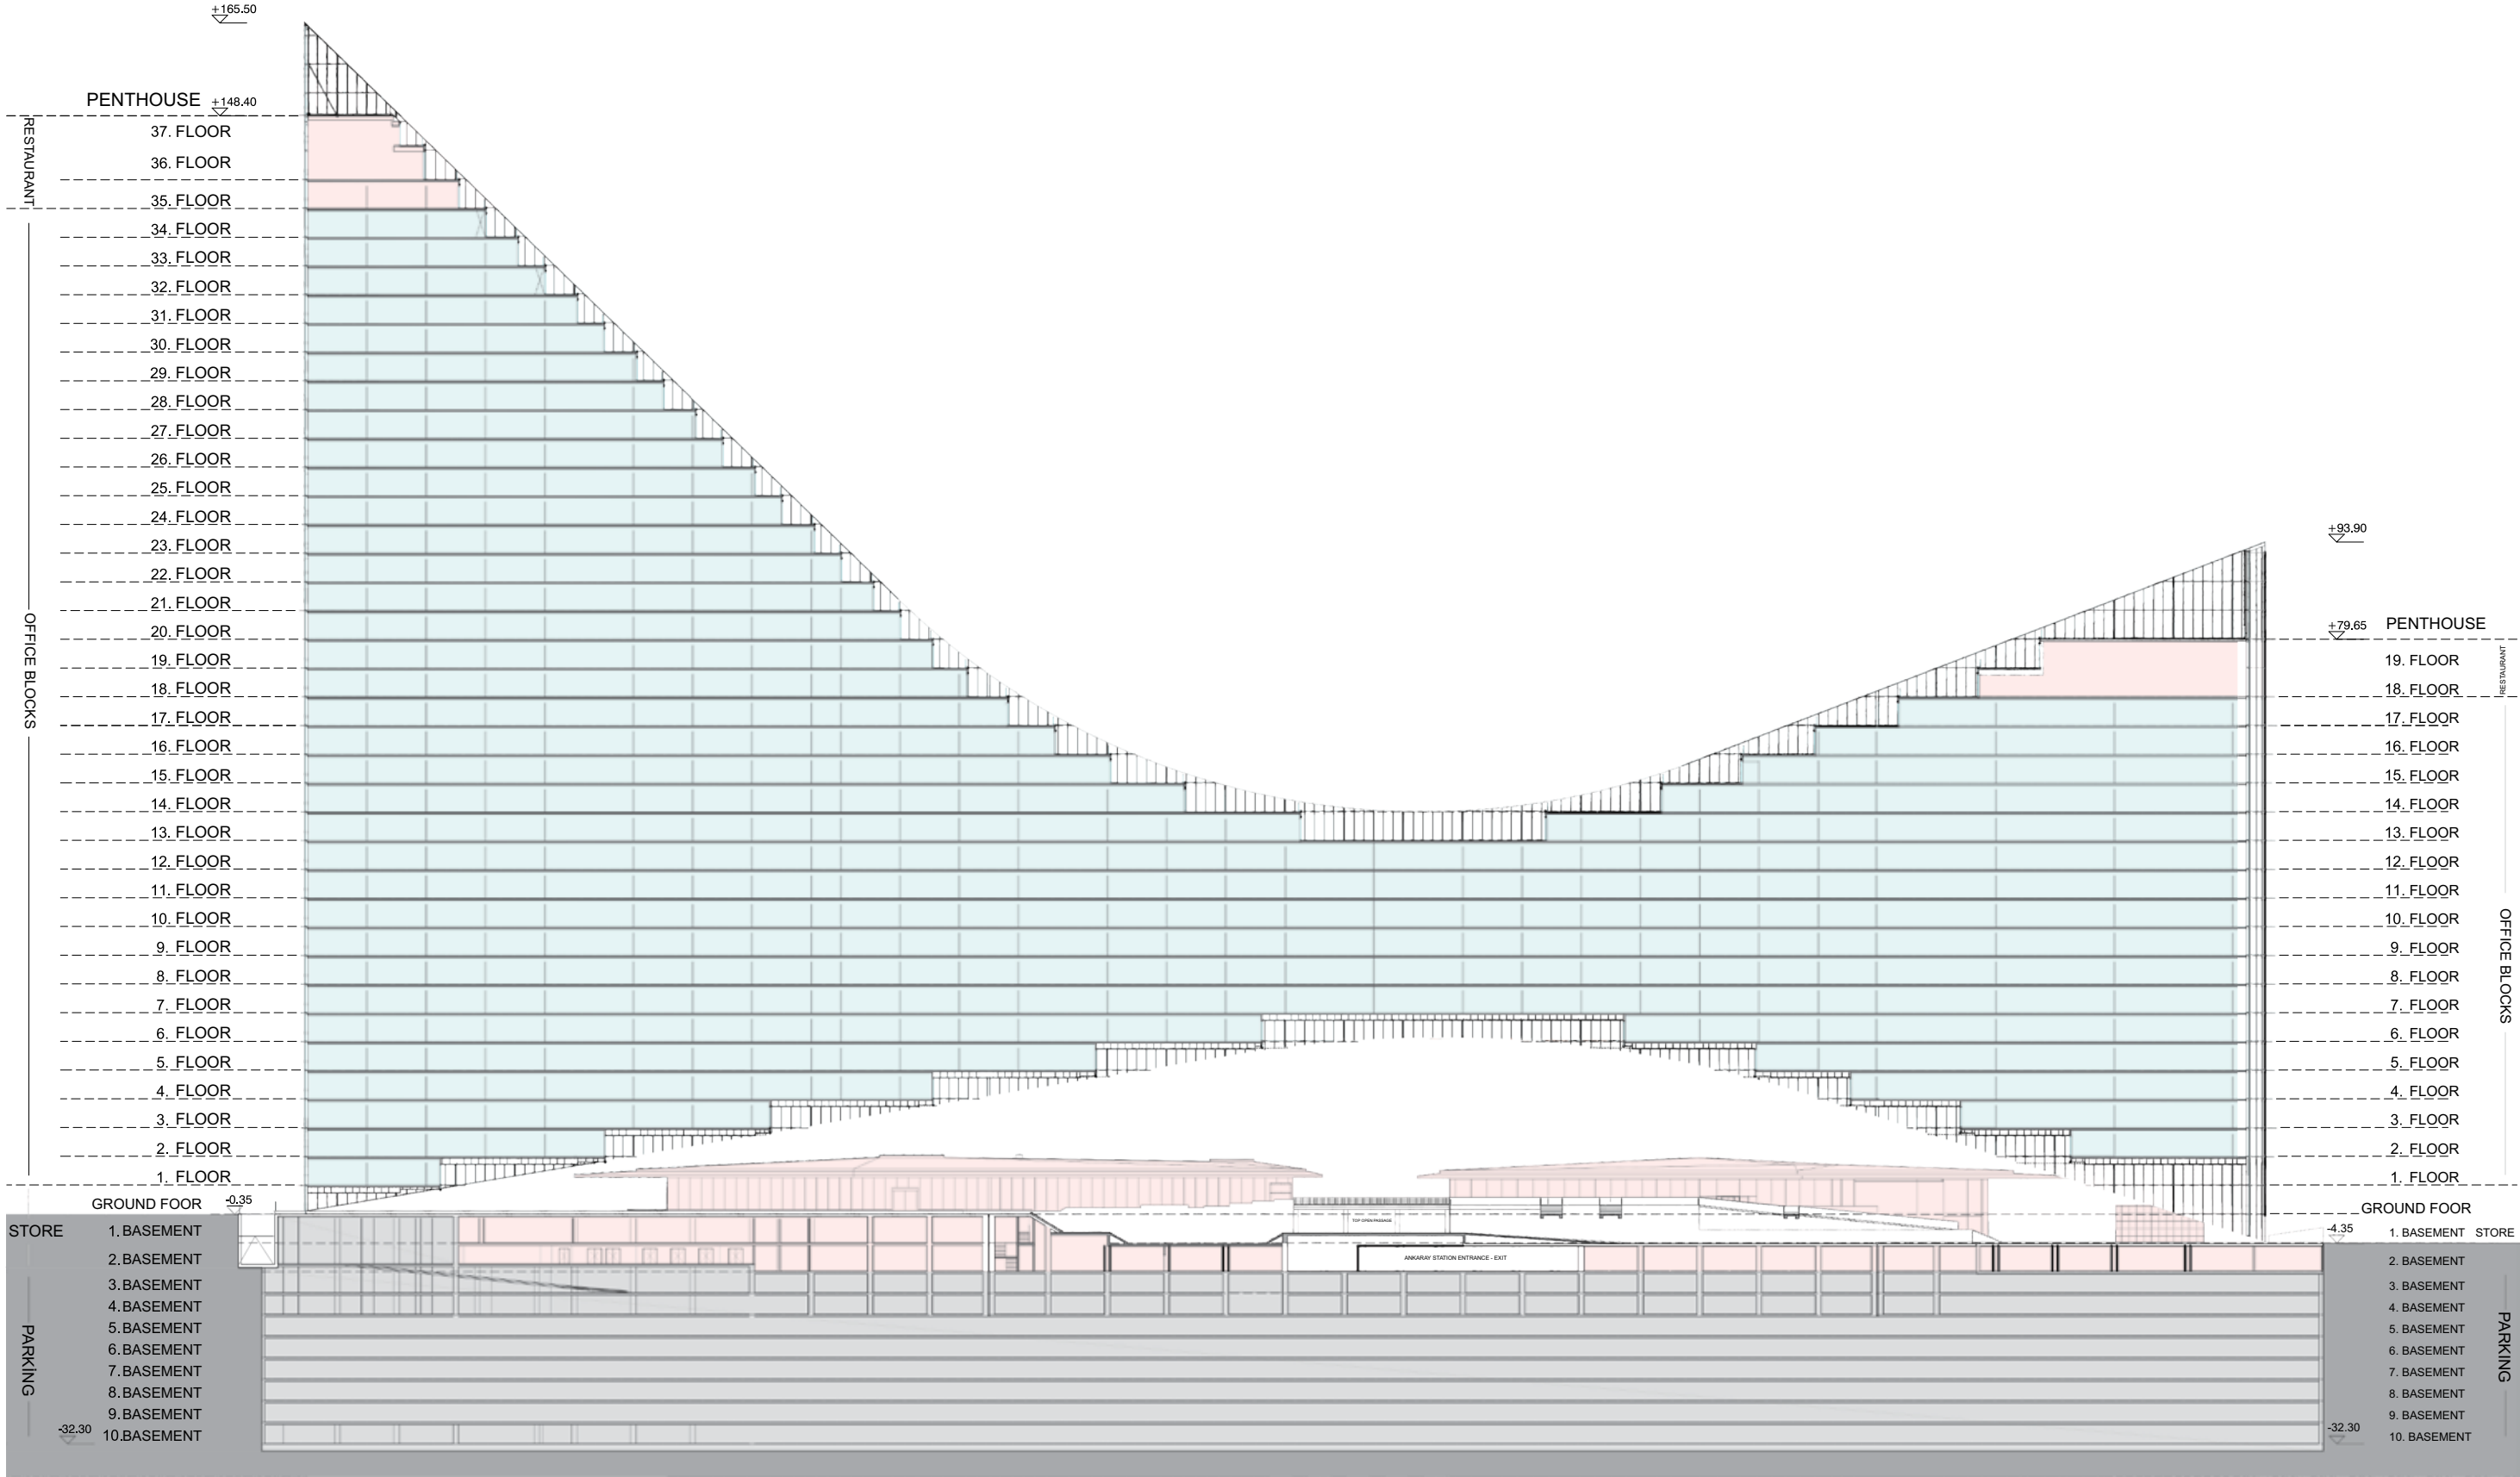 +165.50
PENTHOUSE +148.40
RESTAURANT
37. FLOOR
36. FLOOR
35. FLOOR
34. FLOOR
33. FLOOR
32. FLOOR
31. FLOOR
30. FLOOR
29. FLOOR
28. FLOOR
27. FLOOR
26. FLOOR
25. FLOOR
24. FLOOR
23. FLOOR
22. FLOOR
21. FLOOR
20. FLOOR
19. FLOOR
18. FLOOR
17. FLOOR
16. FLOOR
15. FLOOR
14. FLOOR
13. FLOOR
12. FLOOR
11. FLOOR
10. FLOOR
9. FLOOR
8. FLOOR
7. FLOOR
6. FLOOR
5. FLOOR
4. FLOOR
3. FLOOR
2. FLOOR
1. FLOOR
OFFICE BLOCKS
GROUND FOOR -0.35
STORE 1. BASEMENT
2. BASEMENT
3. BASEMENT
4. BASEMENT
5. BASEMENT
6. BASEMENT
7. BASEMENT
8. BASEMENT
9. BASEMENT
-32.30 10.BASEMENT
PARKİNG
TOP OPEN PASSAGE
ANKARAY STATION ENTRANCE - EXIT
+93.90
+79.65 PENTHOUSE
19. FLOOR
18. FLOOR
RESTAURANT
17. FLOOR
16. FLOOR
15. FLOOR
14. FLOOR
13. FLOOR
12. FLOOR
11. FLOOR
10. FLOOR
9. FLOOR
8. FLOOR
7. FLOOR
6. FLOOR
5. FLOOR
4. FLOOR
3. FLOOR
2. FLOOR
1. FLOOR
OFFICE BLOCKS
GROUND FOOR
-4.35 1. BASEMENT STORE
2. BASEMENT
3. BASEMENT
4. BASEMENT
5. BASEMENT
6. BASEMENT
7. BASEMENT
8. BASEMENT
9. BASEMENT
-32.30 10. BASEMENT
PARKING